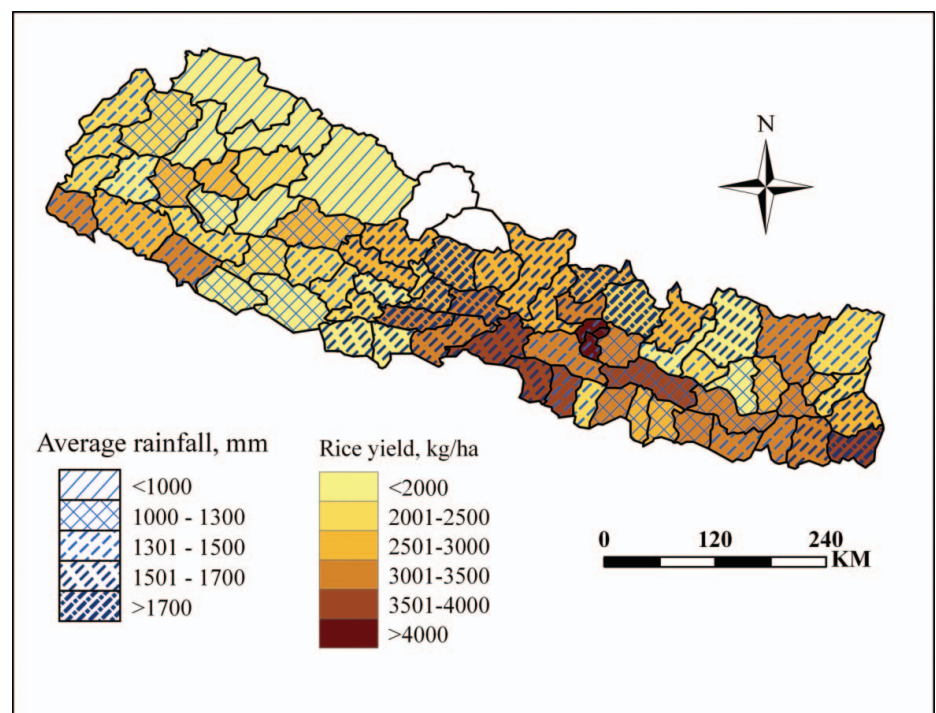 N
Average rainfall, mm
<1000
1000 - 1300
1301 - 1500
1501 - 1700
>1700
Rice yield, kg/ha
<2000
2001-2500
2501-3000
3001-3500
3501-4000
>4000
0 120 240
KM